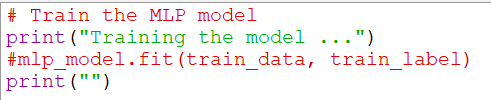 # Train the MLP model
print("Training the model ...")
#mlp_model.fit(train_data, train_label)
print("")